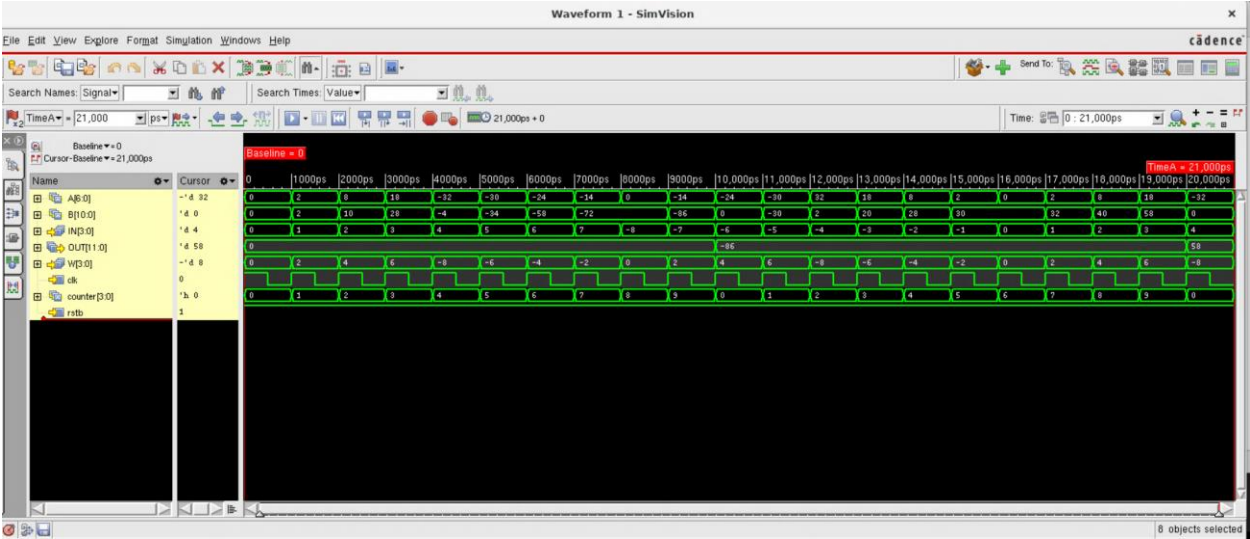 Waveform 1 - SimVision
File Edit View Explore Format Simulation Windows Help
cādence
Send To:
Search Names: Signal
Search Times: Value
TimeA = 21,000 ps
21,000ps + 0
Time: 0 : 21,000ps
Baseline = 0
Cursor-Baseline = 21,000ps
Baseline = 0
TimeA = 21,000ps
Name Cursor 0 1000ps 2000ps 3000ps 4000ps 5000ps 6000ps 7000ps 8000ps 9000ps 10,000ps 11,000ps 12,000ps 13,000ps 14,000ps 15,000ps 16,000ps 17,000ps 18,000ps 19,000ps 20,000ps
A[6:0] -'d 32 0 2 8 18 -32 -30 -24 -14 0 -14 -24 -30 32 18 8 2 0 2 8 18 -32
B[10:0] 'd 0 0 2 10 28 -4 -34 -58 -72 -86 0 -30 2 20 28 30 32 40 58 0
IN[3:0] 'd 4 0 1 2 3 4 5 6 7 -8 -7 -6 -5 -4 -3 -2 -1 0 1 2 3 4
OUT[11:0] 'd 58 0 -86 58
W[3:0] -'d 8 0 2 4 6 -8 -6 -4 -2 0 2 4 6 -8 -6 -4 -2 0 2 4 6 -8
clk 0
counter[3:0] 'h 0 0 1 2 3 4 5 6 7 8 9 0 1 2 3 4 5 6 7 8 9 0
rstb 1
8 objects selected